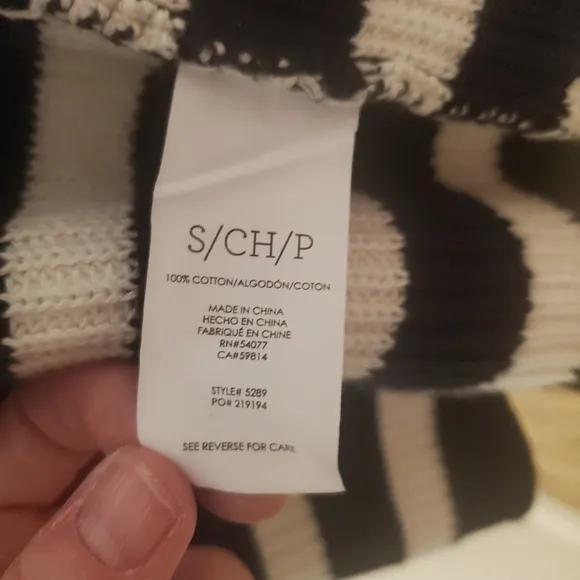 S/CH/P
100% COTTON/ALGODÓN/COTON
MADE IN CHINA
HECHO EN CHINA
FABRIQUÉ EN CHINE
RN#54077
CA#59814
STYLE# 5289
PO# 219194
SEE REVERSE FOR CARE